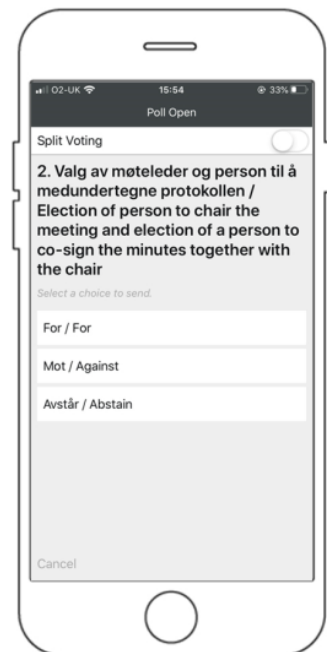 O2-UK 15:54 33%
Poll Open
Split Voting
2. Valg av møteleder og person til å
medundertegne protokollen /
Election of person to chair the
meeting and election of a person to
co-sign the minutes together with
the chair
Select a choice to send.
For / For
Mot / Against
Avstår / Abstain
Cancel